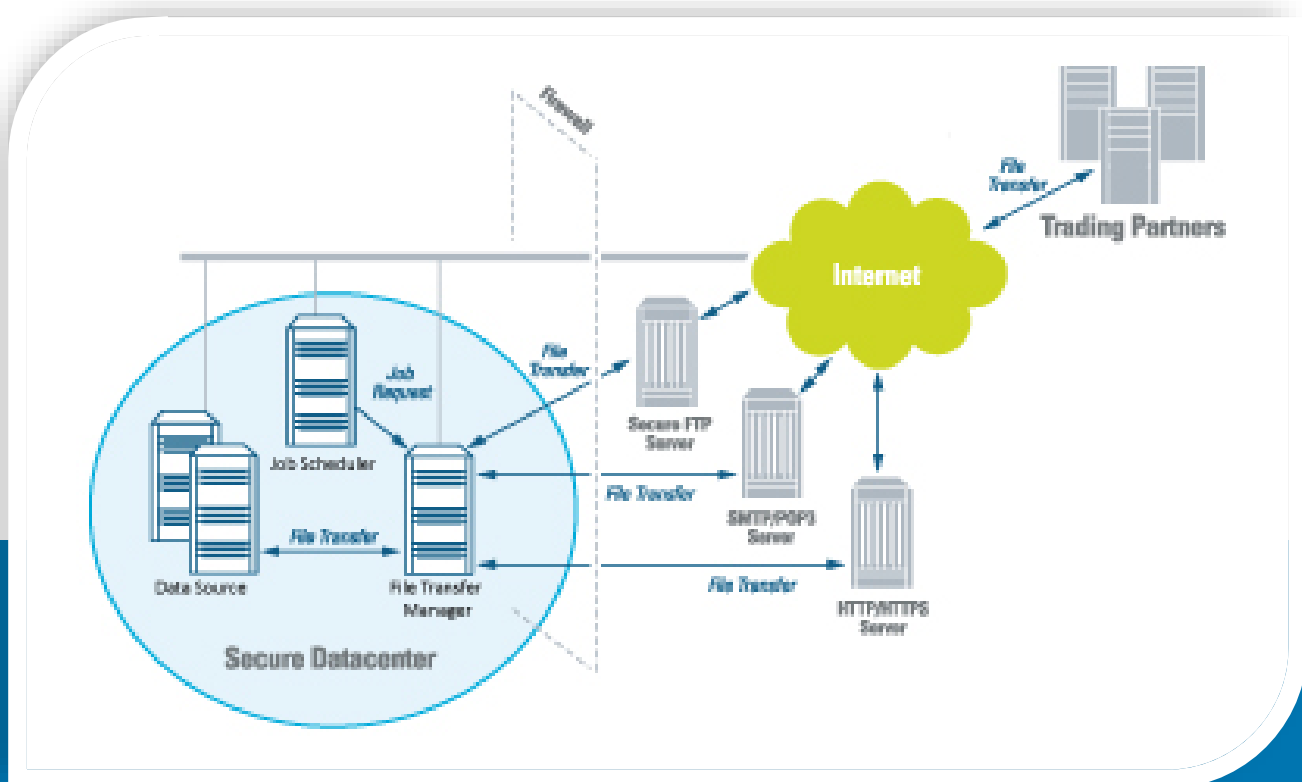 Firewall
File
Transfer
Trading Partners
Internet
File
Transfer
Job
Request
Secure FTP
Server
Job Scheduler
File Transfer
SMTP/POP3
Server
File Transfer
Data Source
File Transfer
Manager
File Transfer
HTTP/HTTPS
Server
Secure Datacenter